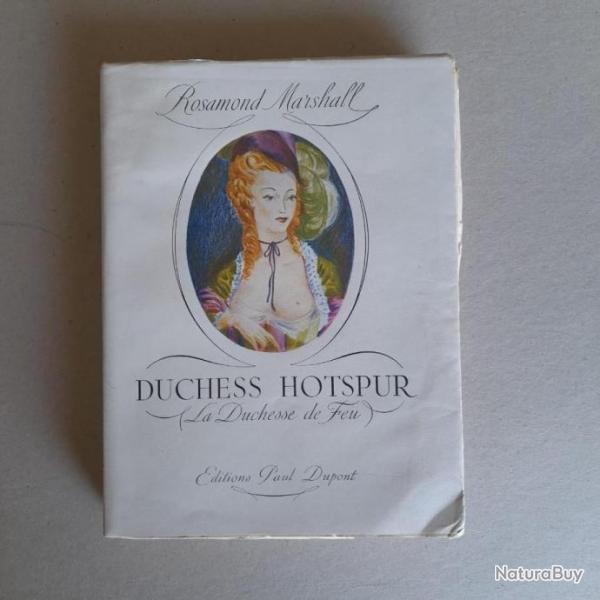 Rosamond Marshall
DUCHESS HOTSPUR
(La Duchesse de Feu)
Editions Paul Dupont
NaturaBuy